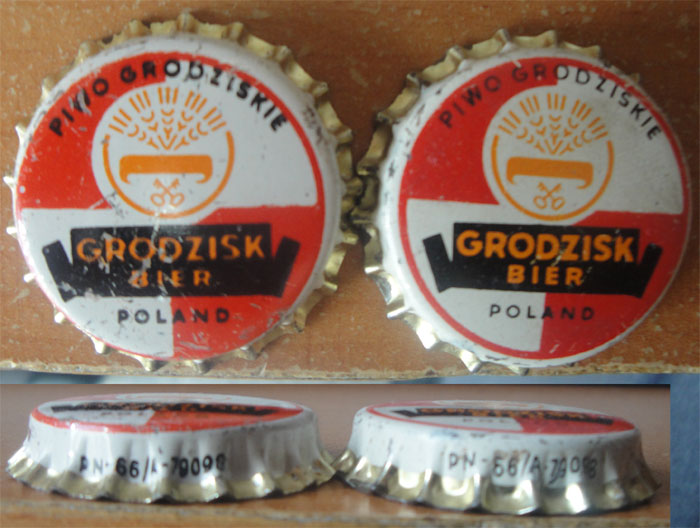 PIWO GRODZISKIE
GRODZISK
BIER
POLAND
PIWO GRODZISKIE
GRODZISK
BIER
POLAND
PN-66/A-79098
PN-66/A-79098